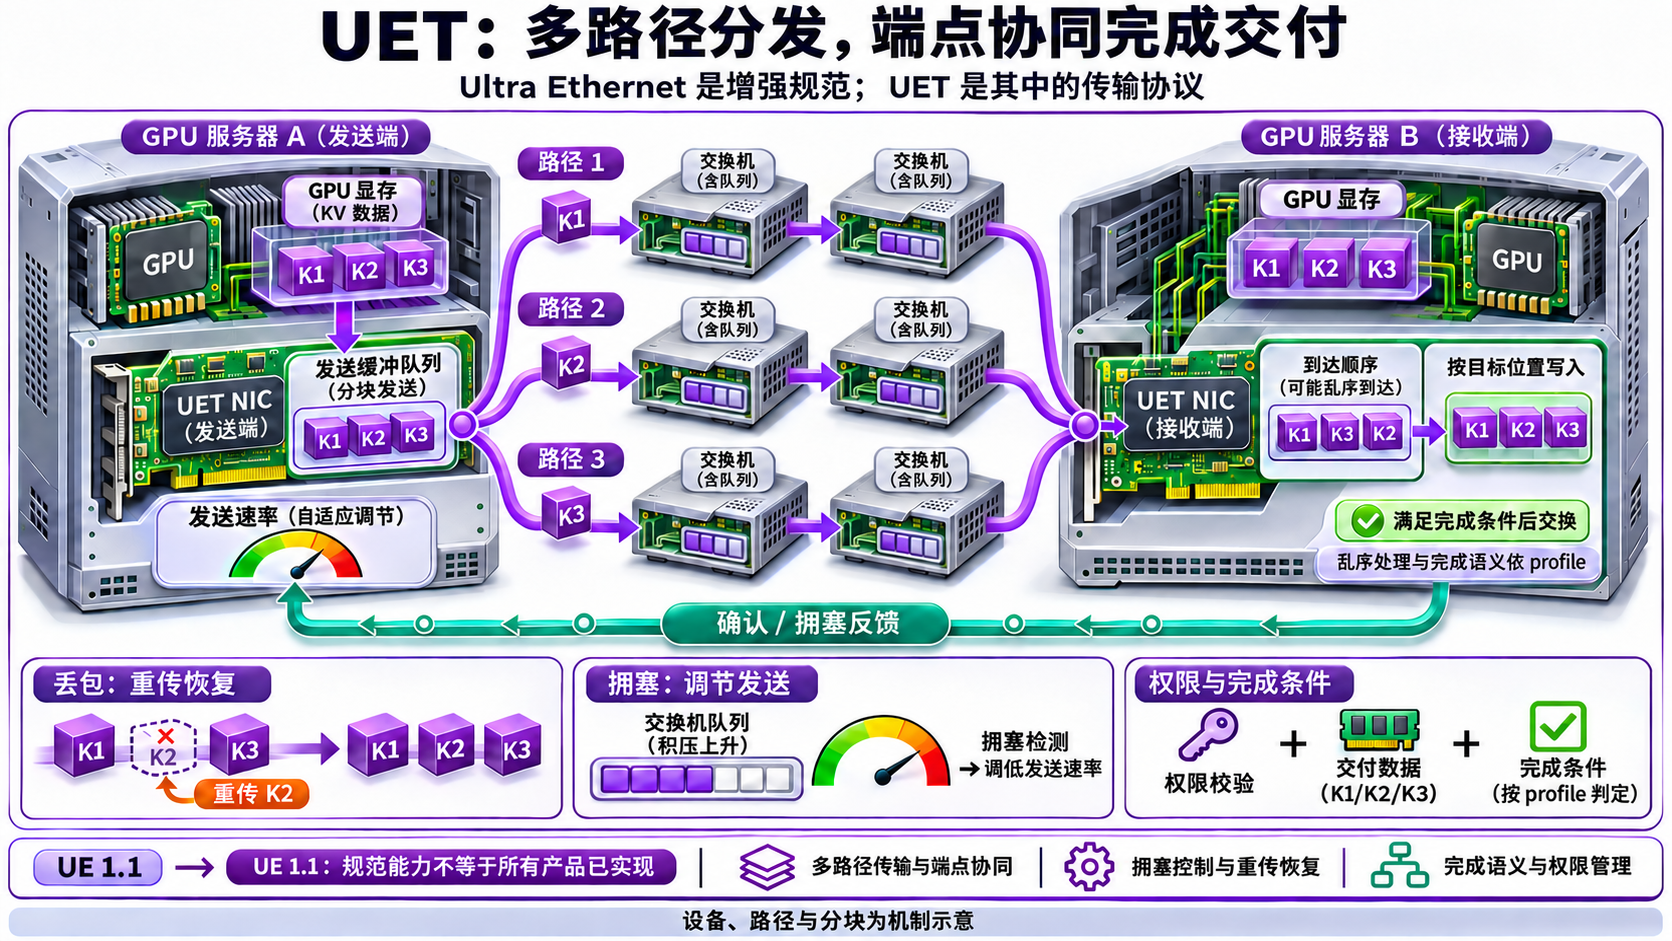 UET：多路径分发，端点协同完成交付
Ultra Ethernet 是增强规范； UET 是其中的传输协议
GPU 服务器 A（发送端）
GPU 显存
（KV 数据）
GPU
K1 K2 K3
UET NIC
（发送端）
发送缓冲队列
（分块发送）
K1 K2 K3
发送速率（自适应调节）
路径 1
K1
交换机
（含队列）
交换机
（含队列）
路径 2
K2
交换机
（含队列）
交换机
（含队列）
路径 3
K3
交换机
（含队列）
交换机
（含队列）
GPU 服务器 B （接收端）
GPU 显存
K1 K2 K3
GPU
UET NIC
（接收端）
到达顺序
（可能乱序到达）
K1 K3 K2
按目标位置写入
K1 K2 K3
满足完成条件后交换
乱序处理与完成语义依 profile
确认 / 拥塞反馈
丢包：重传恢复
K1 K2 K3 K1 K2 K3
重传 K2
拥塞：调节发送
交换机队列
（积压上升）
拥塞检测
→调低发送速率
权限与完成条件
权限校验
+
交付数据
（K1/K2/K3）
+
完成条件
（按 profile 判定）
UE 1.1
UE 1.1：规范能力不等于所有产品已实现
多路径传输与端点协同
拥塞控制与重传恢复
完成语义与权限管理
设备、路径与分块为机制示意